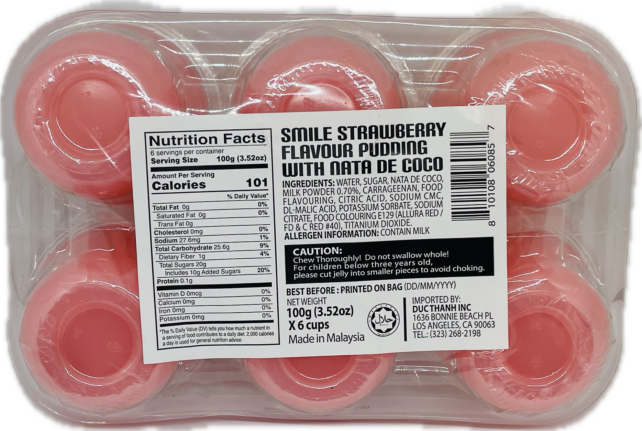 Nutrition Facts
6 servings per container
Serving Size 100g (3.52oz)
Amount Per Serving
Calories 101
% Daily Value*
Total Fat 0g 0%
Saturated Fat 0g 0%
Trans Fat 0g
Cholesterol 0mg 0%
Sodium 27.6mg 1%
Total Carbohydrate 25.6g 9%
Dietary Fiber 1g 4%
Total Sugars 20g
Includes 10g Added Sugars 20%
Protein 0.1g
Vitamin D 0mcg 0%
Calcium 0mg 0%
Iron 0mg 0%
Potassium 0mg 0%
*The % Daily Value (DV) tells you how much a nutrient in
a serving of food contributes to a daily diet. 2,000 calories
a day is used for general nutrition advice.
SMILE STRAWBERRY
FLAVOUR PUDDING
WITH NATA DE COCO
INGREDIENTS: WATER, SUGAR, NATA DE COCO,
MILK POWDER 0.70%, CARRAGEENAN, FOOD
FLAVOURING, CITRIC ACID, SODIUM CMC,
DL-MALIC ACID, POTASSIUM SORBATE, SODIUM
CITRATE, FOOD COLOURING E129 (ALLURA RED /
FD & C RED #40), TITANIUM DIOXIDE.
ALLERGEN INFORMATION: CONTAIN MILK
8 10108 06085 7
CAUTION:
Chew Thoroughly! Do not swallow whole!
For children below three years old,
please cut jelly into smaller pieces to avoid choking.
BEST BEFORE : PRINTED ON BAG (DD/MM/YYYY)
NET WEIGHT
100g (3.52oz)
X 6 cups
Made in Malaysia
حلال
IMPORTED BY:
DUC THANH INC
1636 BONNIE BEACH PL
LOS ANGELES, CA 90063
TEL.: (323) 268-2198